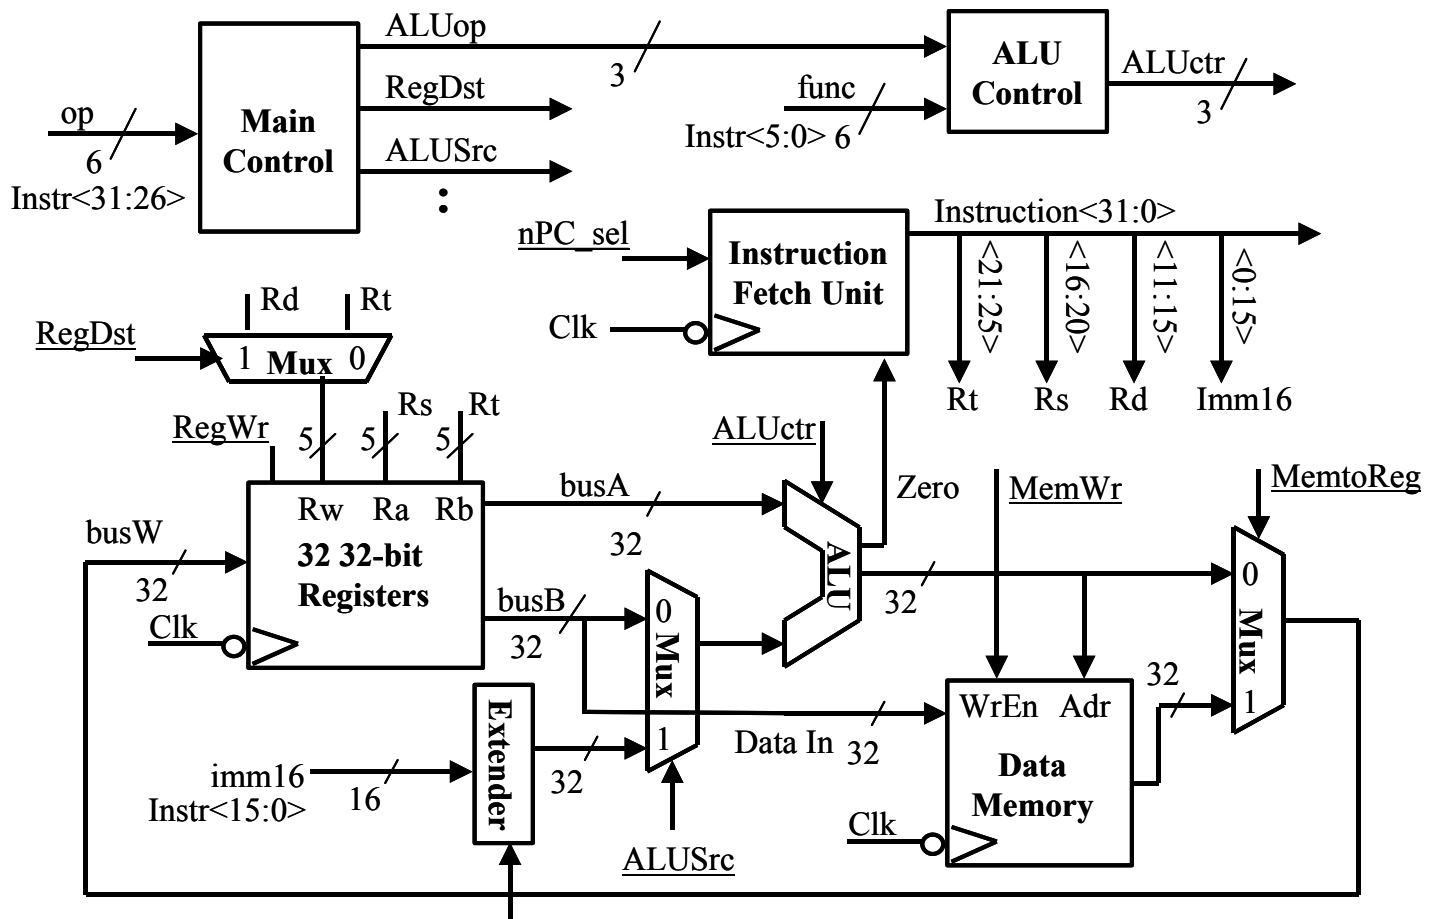 ALUop
3
RegDst
ALUSrc
:
op
6
Instr<31:26>
Main
Control
func
Instr<5:0> 6
ALU
Control
ALUctr
3
nPC_sel
Clk
Instruction
Fetch Unit
Instruction<31:0>
<21:25>
<16:20>
<11:15>
<0:15>
Rt
Rs
Rd
Imm16
Rd
Rt
RegDst
1 Mux 0
RegWr
5
5
Rs
5
Rt
busW
32
Clk
Rw Ra Rb
32 32-bit
Registers
busA
32
busB
32
0
Mux
1
ALUSrc
Extender
32
imm16
Instr<15:0>
16
ALUctr
ALU
Zero
32
MemWr
Data In
32
WrEn Adr
Data
Memory
Clk
32
MemtoReg
0
Mux
1